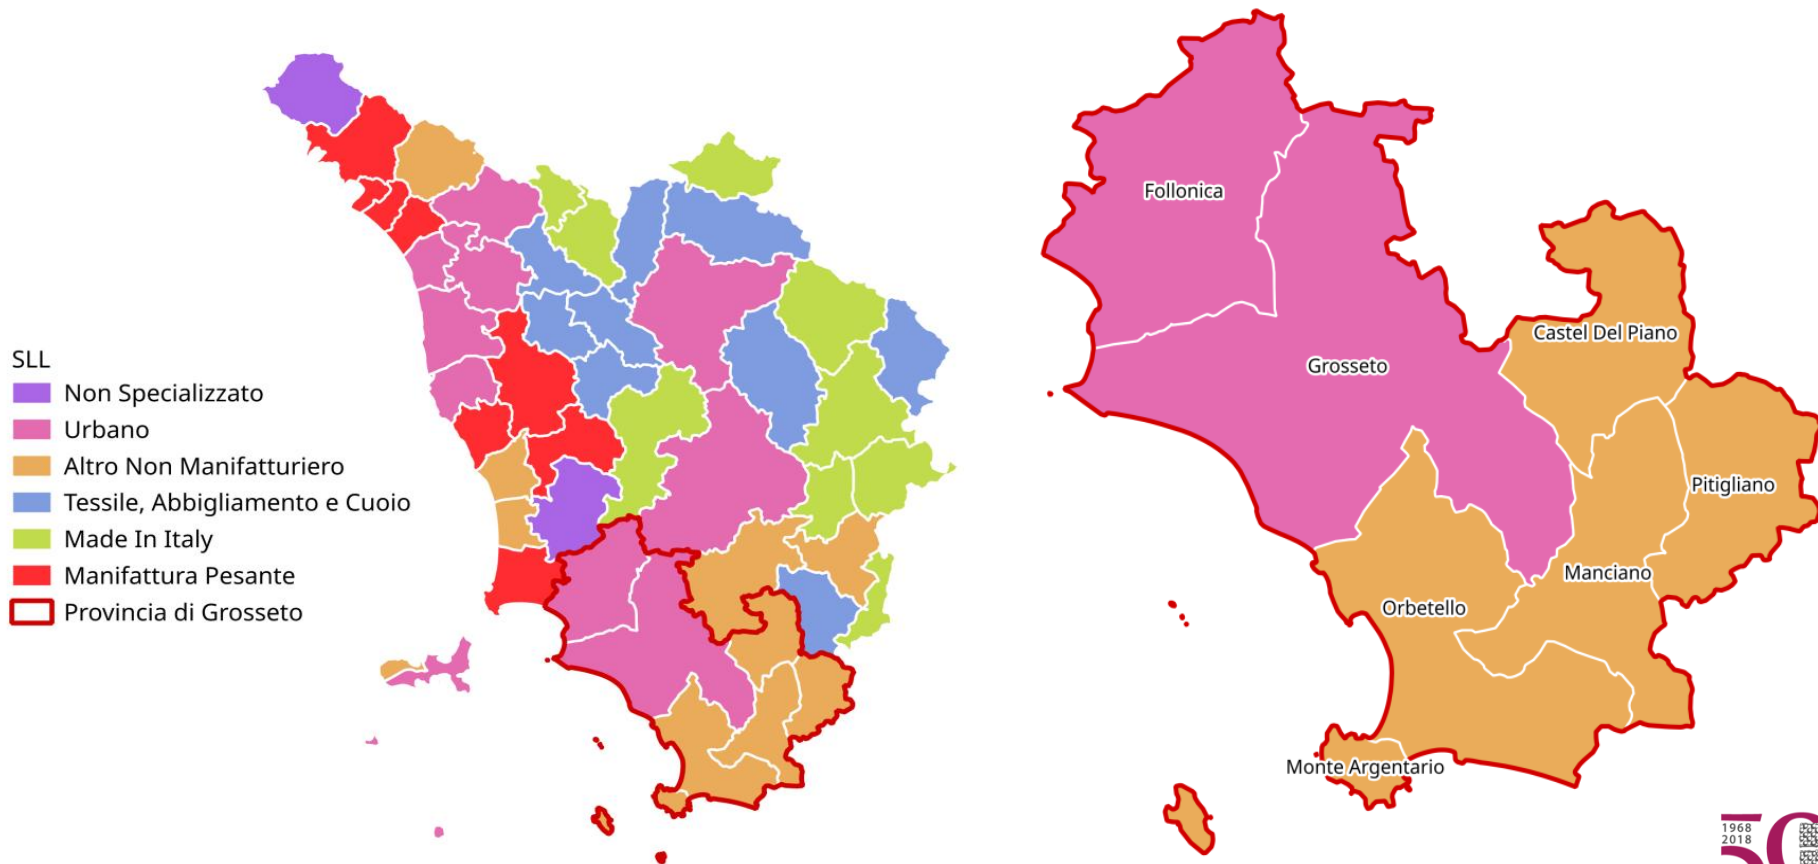 SLL
Non Specializzato
Urbano
Altro Non Manifatturiero
Tessile, Abbigliamento e Cuoio
Made In Italy
Manifattura Pesante
Provincia di Grosseto
Follonica
Castel Del Piano
Grosseto
Pitigliano
Manciano
Orbetello
Monte Argentario
1968
2018
50